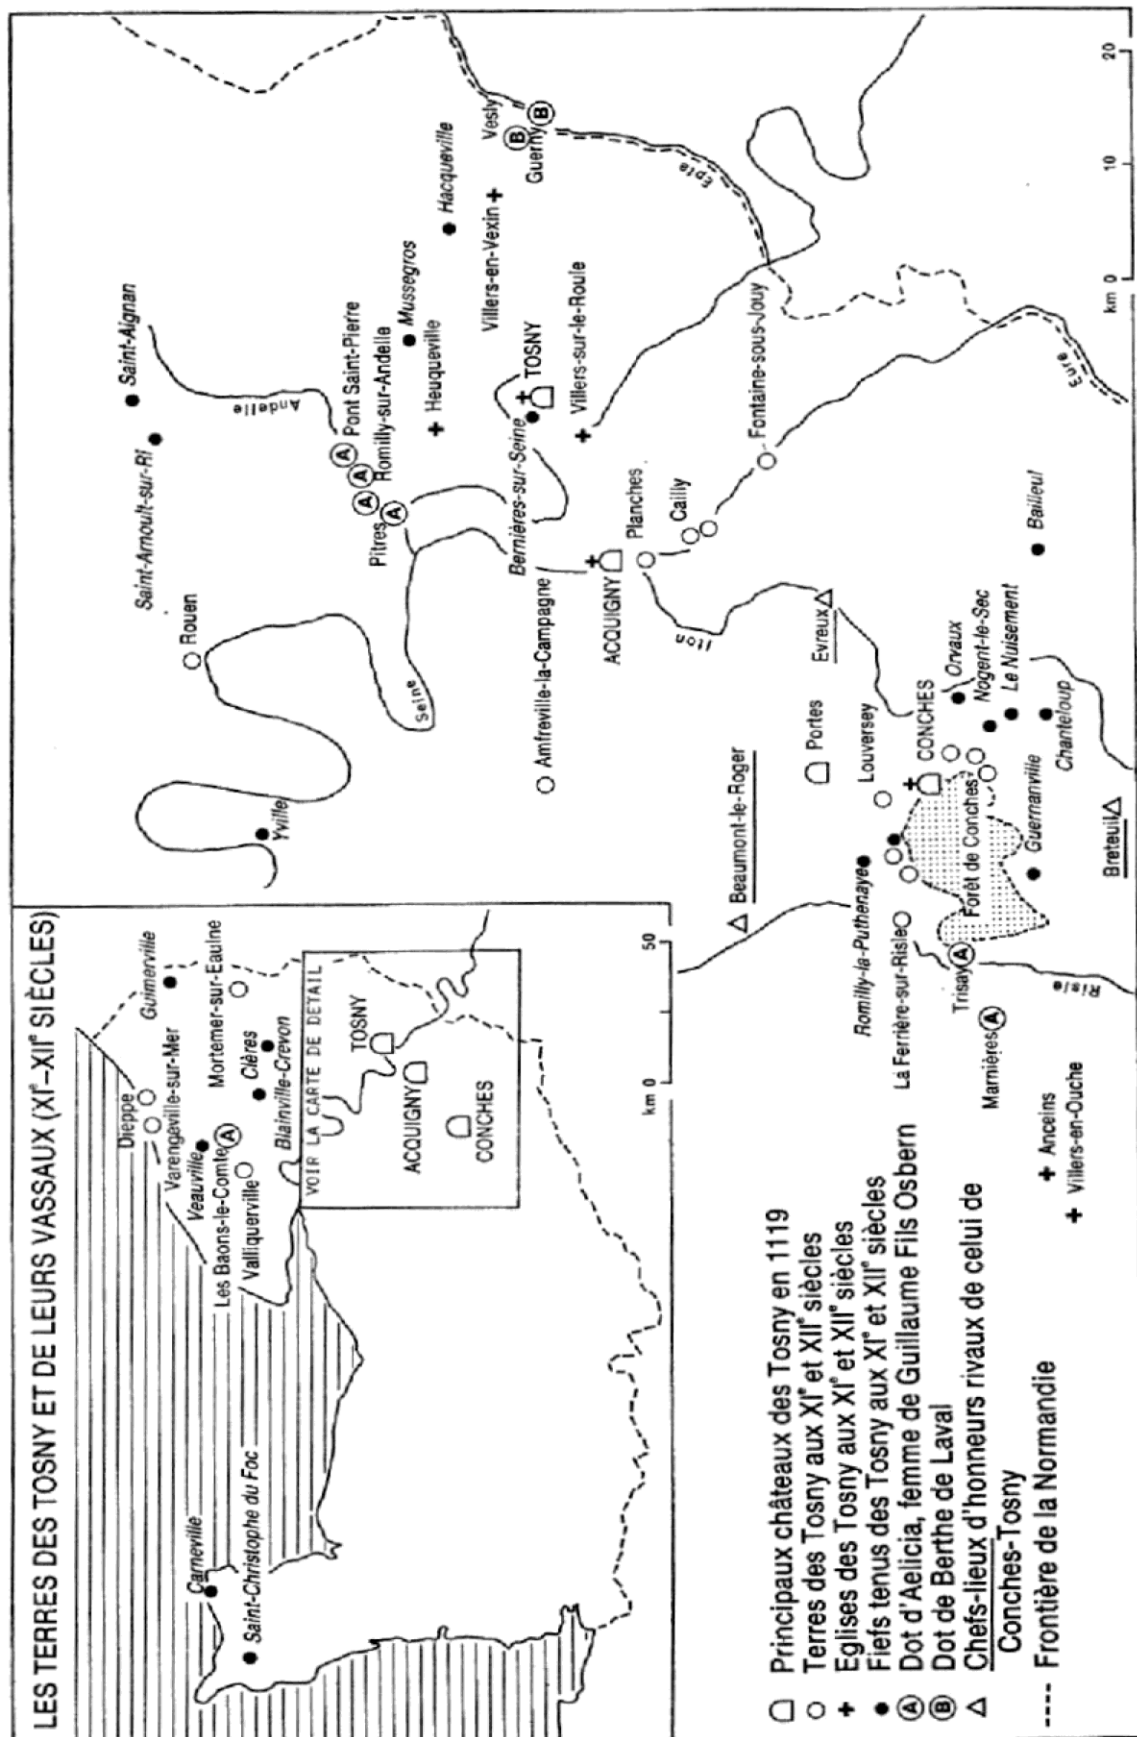 LES TERRES DES TOSNY ET DE LEURS VASSAUX (XIᵉ–XIIᵉ SIÈCLES)
Carneville
Saint-Christophe du Foc
Dieppe
Varengeville-sur-Mer
Veauville
Les Baons-le-Comte
A
Valliquerville
Guimerville
Mortemer-sur-Eaulne
Clères
Blainville-Crevon
VOIR LA CARTE DE DETAIL
TOSNY
ACQUIGNY
CONCHES
km 0
50
Yville
Rouen
Saint-Arnoult-sur-Ri
Saint-Aignan
Andelle
Seine
Pitres
A
A
A
A
Pont Saint-Pierre
Romilly-sur-Andelle
Mussegros
Heuqueville
Hacqueville
Villers-en-Vexin
Vesly
B
B
Guerny
Bernières-sur-Seine
TOSNY
Villers-sur-le-Roule
Epte
Amfreville-la-Campagne
ACQUIGNY
Planches
Cailly
Fontaine-sous-Jouy
Iton
Eure
Evreux
Beaumont-le-Roger
Portes
Louversey
CONCHES
Orvaux
Nogent-le-Sec
Le Nuisement
Chanteloup
Bailleul
Romilly-la-Puthenaye
La Ferrière-sur-Risle
Forêt de Conches
Guernanville
Breteuil
Trisay
A
Marnières
A
Risle
Anceins
Villers-en-Ouche
km 0
10
20
Principaux châteaux des Tosny en 1119
Terres des Tosny aux XIᵉ et XIIᵉ siècles
Eglises des Tosny aux XIᵉ et XIIᵉ siècles
Fiefs tenus des Tosny aux XIᵉ et XIIᵉ siècles
A Dot d'Aelicia, femme de Guillaume Fils Osbern
B Dot de Berthe de Laval
Chefs-lieux d'honneurs rivaux de celui de
Conches-Tosny
Frontière de la Normandie